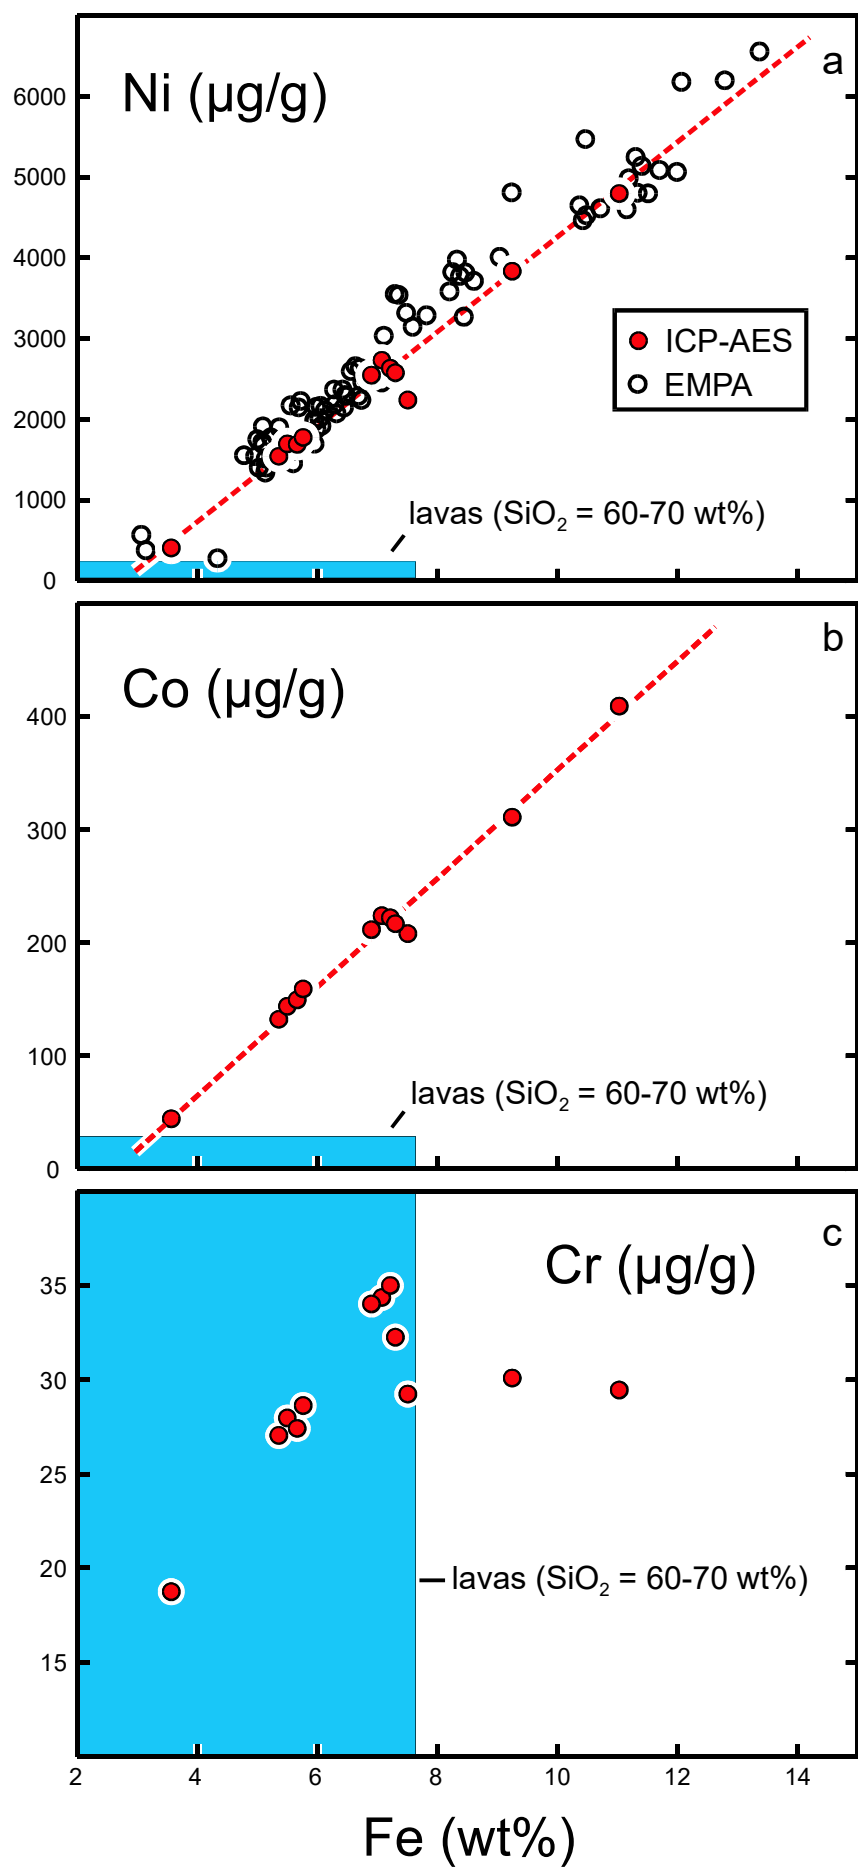 a
Ni (µg/g)
6000
5000
4000
3000
2000
1000
0
ICP-AES
EMPA
lavas (SiO₂ = 60-70 wt%)
b
Co (µg/g)
400
300
200
100
0
lavas (SiO₂ = 60-70 wt%)
c
Cr (µg/g)
35
30
25
20
15
lavas (SiO₂ = 60-70 wt%)
2 4 6 8 10 12 14
Fe (wt%)